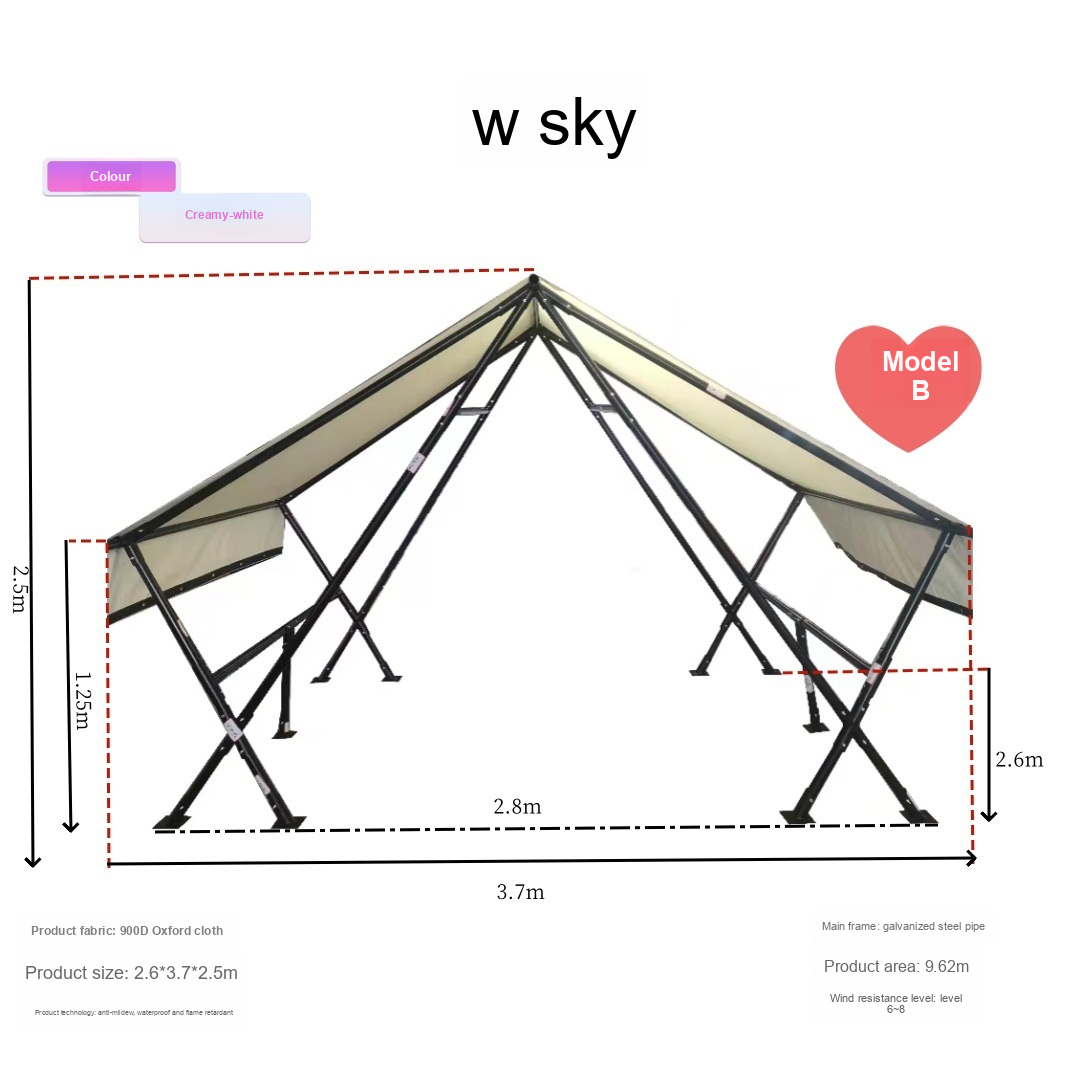 w sky
Colour
Creamy-white
Model
B
2.5m
1.25m
2.6m
2.8m
3.7m
Product fabric: 900D Oxford cloth
Main frame: galvanized steel pipe
Product size: 2.6*3.7*2.5m
Product area: 9.62m
Product technology: anti-mildew, waterproof and flame retardant
Wind resistance level: level
6~8